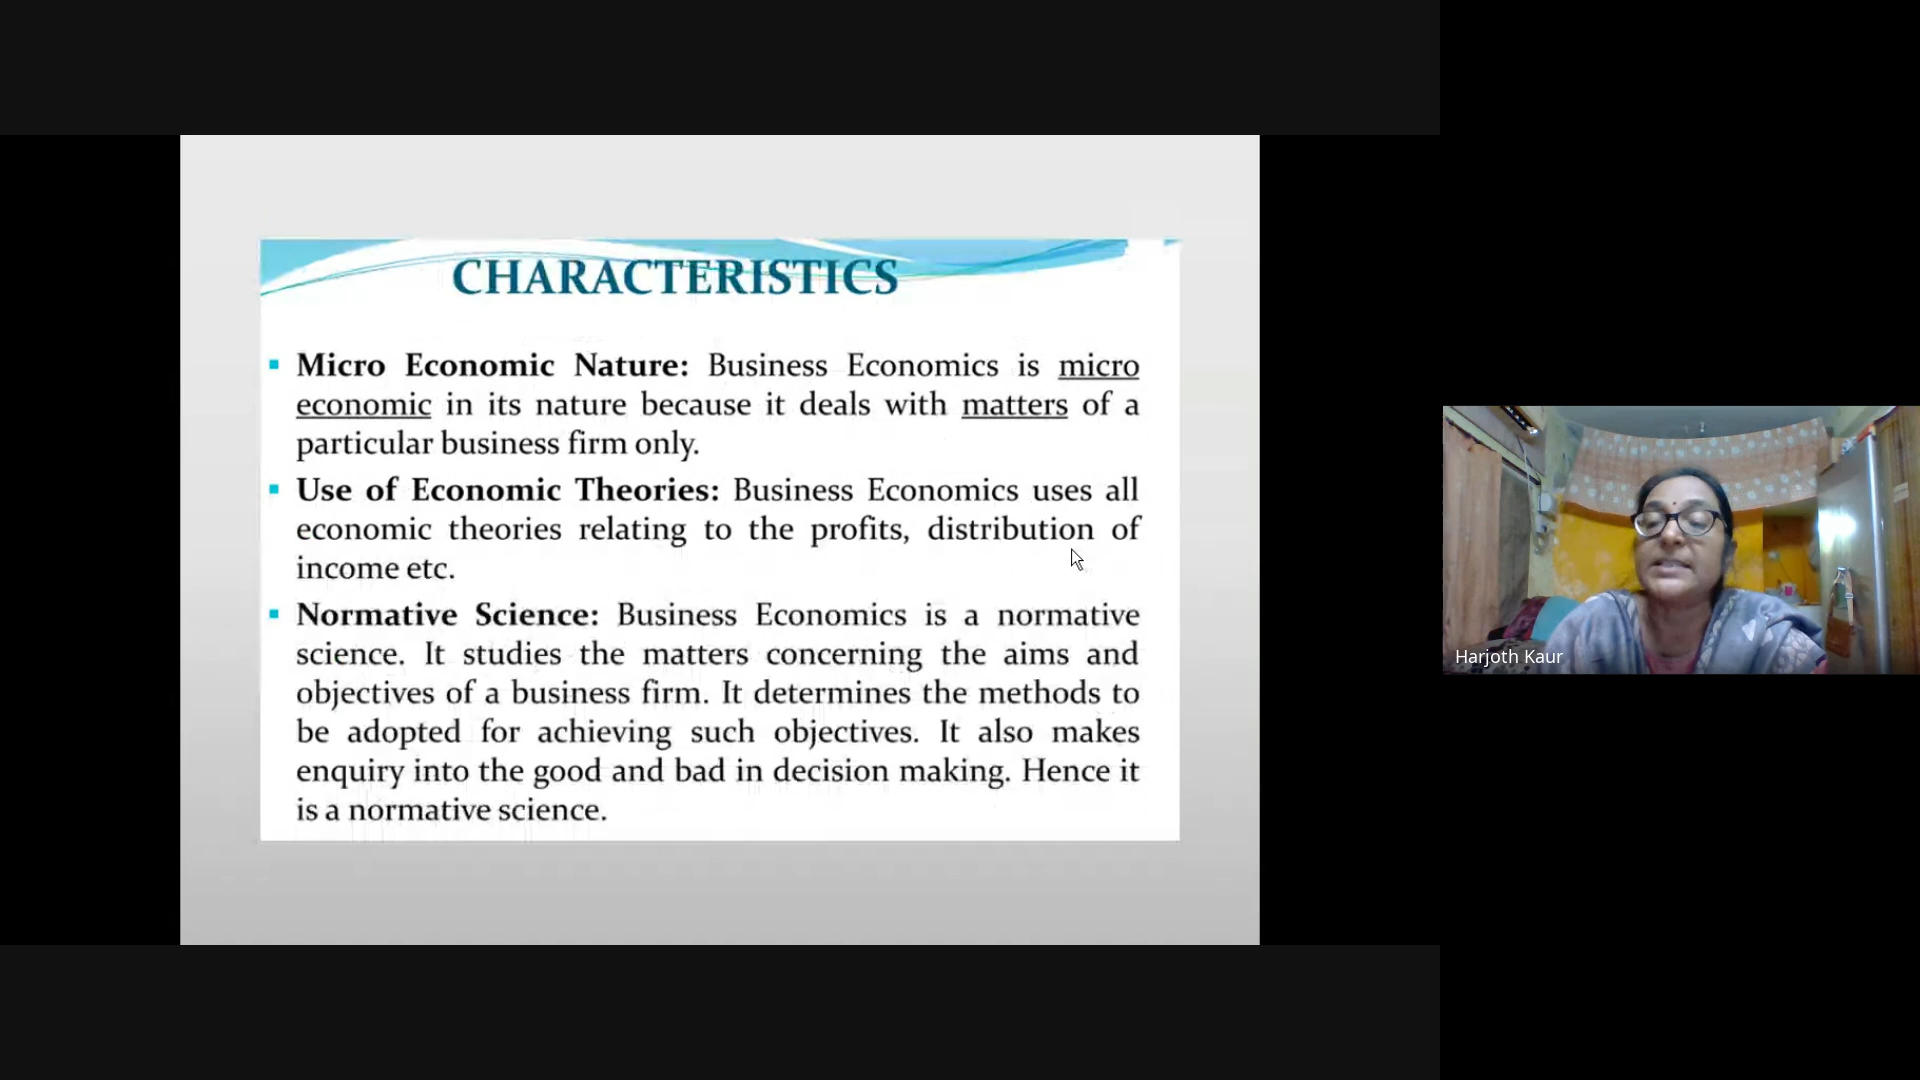 CHARACTERISTICS
Micro Economic Nature: Business Economics is micro
economic in its nature because it deals with matters of a
particular business firm only.
Use of Economic Theories: Business Economics uses all
economic theories relating to the profits, distribution of
income etc.
Normative Science: Business Economics is a normative
science. It studies the matters concerning the aims and
objectives of a business firm. It determines the methods to
be adopted for achieving such objectives. It also makes
enquiry into the good and bad in decision making. Hence it
is a normative science.
Harjoth Kaur